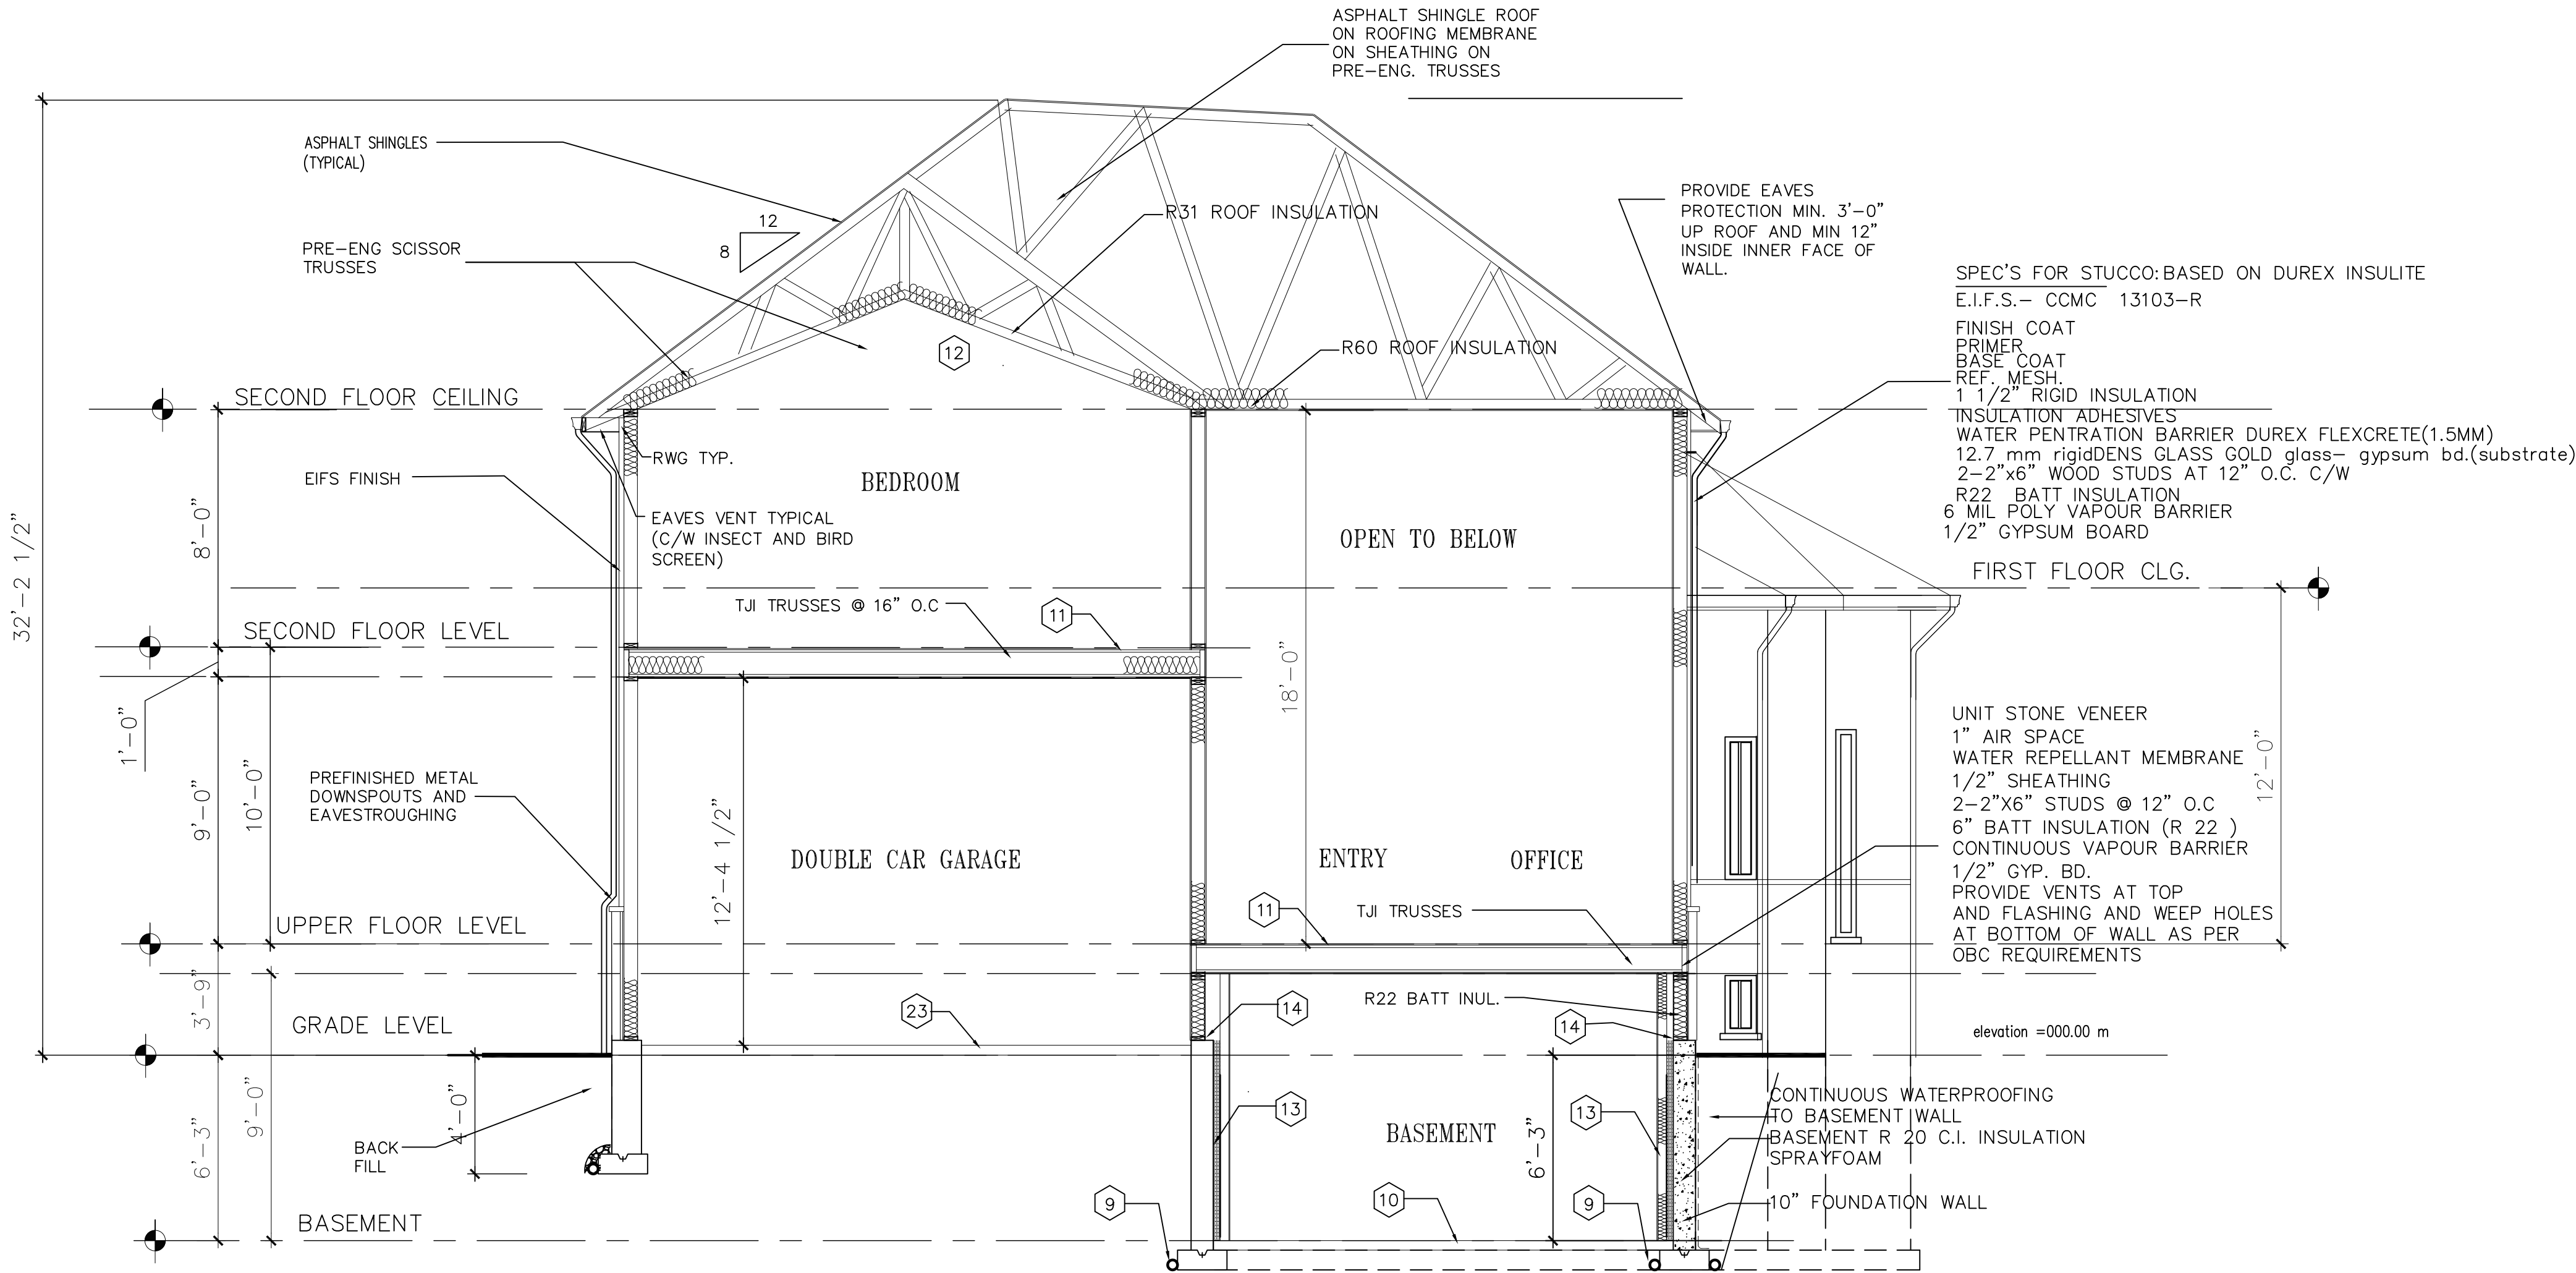 ASPHALT SHINGLE ROOF
ON ROOFING MEMBRANE
ON SHEATHING ON
PRE-ENG. TRUSSES
ASPHALT SHINGLES
(TYPICAL)
12
8
PRE-ENG SCISSOR
TRUSSES
R31 ROOF INSULATION
PROVIDE EAVES
PROTECTION MIN. 3'-0"
UP ROOF AND MIN 12"
INSIDE INNER FACE OF
WALL.
SPEC'S FOR STUCCO: BASED ON DUREX INSULITE
E.I.F.S.- CCMC 13103-R
FINISH COAT
PRIMER
BASE COAT
REF. MESH.
1 1/2" RIGID INSULATION
INSULATION ADHESIVES
WATER PENTRATION BARRIER DUREX FLEXCRETE(1.5MM)
12.7 mm rigidDENS GLASS GOLD glass- gypsum bd.(substrate)
2-2"x6" WOOD STUDS AT 12" O.C. C/W
R22 BATT INSULATION
6 MIL POLY VAPOUR BARRIER
1/2" GYPSUM BOARD
12
R60 ROOF INSULATION
SECOND FLOOR CEILING
RWG TYP.
EIFS FINISH
BEDROOM
EAVES VENT TYPICAL
(C/W INSECT AND BIRD
SCREEN)
OPEN TO BELOW
32'-2 1/2"
8'-0"
FIRST FLOOR CLG.
TJI TRUSSES @ 16" O.C
11
SECOND FLOOR LEVEL
18'-0"
1'-0"
9'-0"
10'-0"
PREFINISHED METAL
DOWNSPOUTS AND
EAVESTROUGHING
12'-4 1/2"
DOUBLE CAR GARAGE
ENTRY
OFFICE
UNIT STONE VENEER
1" AIR SPACE
WATER REPELLANT MEMBRANE
1/2" SHEATHING
2-2"X6" STUDS @ 12" O.C
6" BATT INSULATION (R 22 )
CONTINUOUS VAPOUR BARRIER
1/2" GYP. BD.
PROVIDE VENTS AT TOP
AND FLASHING AND WEEP HOLES
AT BOTTOM OF WALL AS PER
OBC REQUIREMENTS
12'-0"
11
TJI TRUSSES
UPPER FLOOR LEVEL
3'-9"
GRADE LEVEL
23
14
R22 BATT INUL.
14
elevation =000.00 m
4'-0"
6'-3"
9'-0"
BACK
FILL
13
BASEMENT
6'-3"
13
CONTINUOUS WATERPROOFING
TO BASEMENT WALL
BASEMENT R 20 C.I. INSULATION
SPRAYFOAM
10" FOUNDATION WALL
BASEMENT
9
10
9